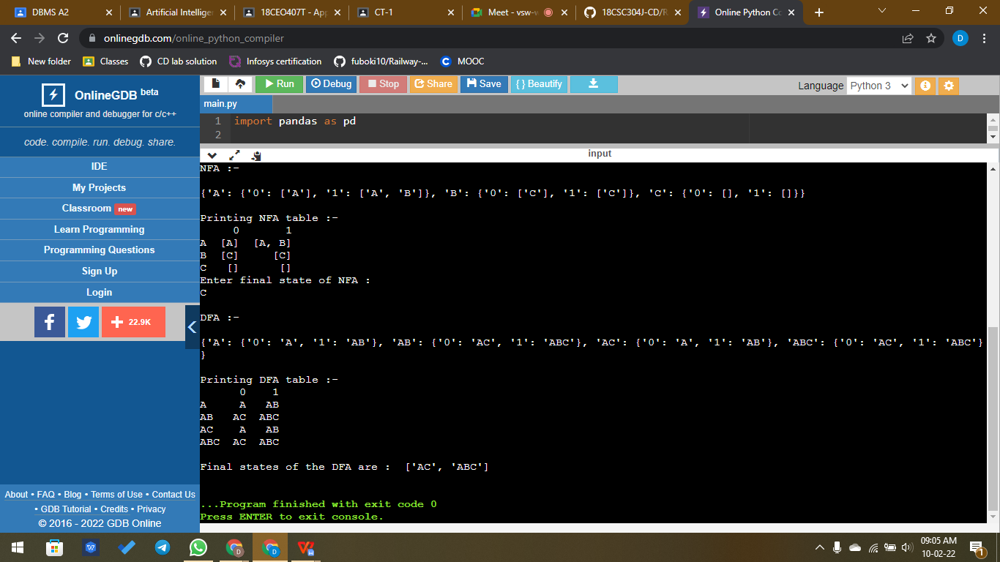 DBMS A2
Artificial Intelliger
18CEO407T - App
CT-1
Meet - vsw-v
18CSC304J-CD/R
Online Python Co
onlinegdb.com/online_python_compiler
D
New folder
Classes
CD lab solution
Infosys certification
fuboki10/Railway-...
MOOC
OnlineGDB beta
online compiler and debugger for c/c++
code. compile. run. debug. share.
IDE
My Projects
Classroom new
Learn Programming
Programming Questions
Sign Up
Login
22.9K
About • FAQ • Blog • Terms of Use • Contact Us
• GDB Tutorial • Credits • Privacy
© 2016 - 2022 GDB Online
Run
Debug
Stop
Share
Save
{ } Beautify
Language Python 3
main.py
1 import pandas as pd
2
input
NFA :-
{'A': {'0': ['A'], '1': ['A', 'B']}, 'B': {'0': ['C'], '1': ['C']}, 'C': {'0': [], '1': []}}
Printing NFA table :-
0 1
A [A] [A, B]
B [C] [C]
C [] []
Enter final state of NFA :
C
DFA :-
{'A': {'0': 'A', '1': 'AB'}, 'AB': {'0': 'AC', '1': 'ABC'}, 'AC': {'0': 'A', '1': 'AB'}, 'ABC': {'0': 'AC', '1': 'ABC'}
}
Printing DFA table :-
0 1
A A AB
AB AC ABC
AC A AB
ABC AC ABC
Final states of the DFA are : ['AC', 'ABC']
...Program finished with exit code 0
Press ENTER to exit console.
09:05 AM
10-02-22
1